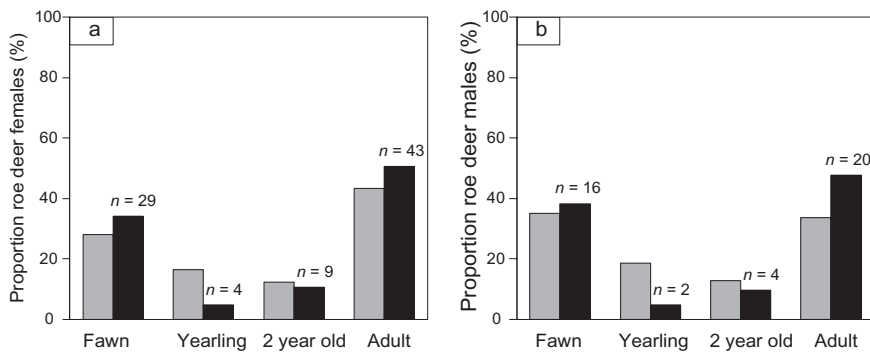 a
Proportion roe deer females (%)
100
80
60
40
20
0
n = 29
n = 4
n = 9
n = 43
Fawn Yearling 2 year old Adult
b
Proportion roe deer males (%)
100
80
60
40
20
0
n = 16
n = 2
n = 4
n = 20
Fawn Yearling 2 year old Adult